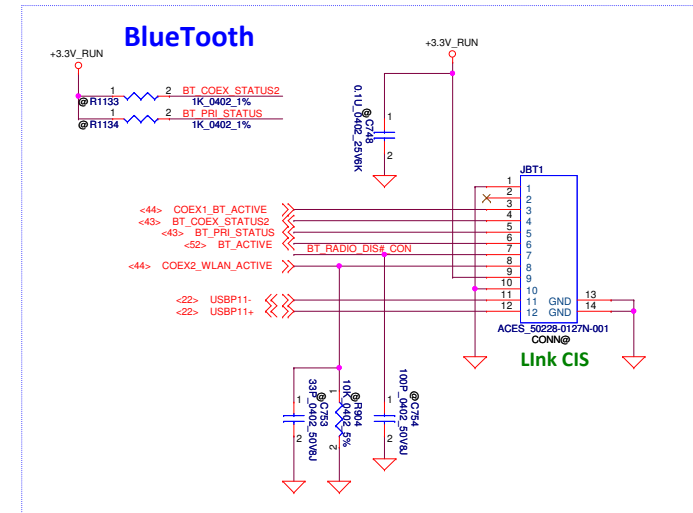 BlueTooth
+3.3V_RUN
+3.3V_RUN
1 2 BT_COEX_STATUS2
@R1133 1K_0402_1%
1 2 BT_PRI_STATUS
@R1134 1K_0402_1%
@C748
0.1U_0402_25V6K
1
2
JBT1
1 1
2 2
3 3
4 4
5 5
6 6
7 7
8 8
9 9
10 10
11 11 GND 13
12 12 GND 14
<44> COEX1_BT_ACTIVE
<43> BT_COEX_STATUS2
<43> BT_PRI_STATUS
<52> BT_ACTIVE
BT_RADIO_DIS#_CON
<44> COEX2_WLAN_ACTIVE
<22> USBP11-
<22> USBP11+
ACES_50228-0127N-001
CONN@
LInk CIS
@C753
33P_0402_50V8J
1
2
@R904
10K_0402_5%
1
2
@C754
100P_0402_50V8J
1
2